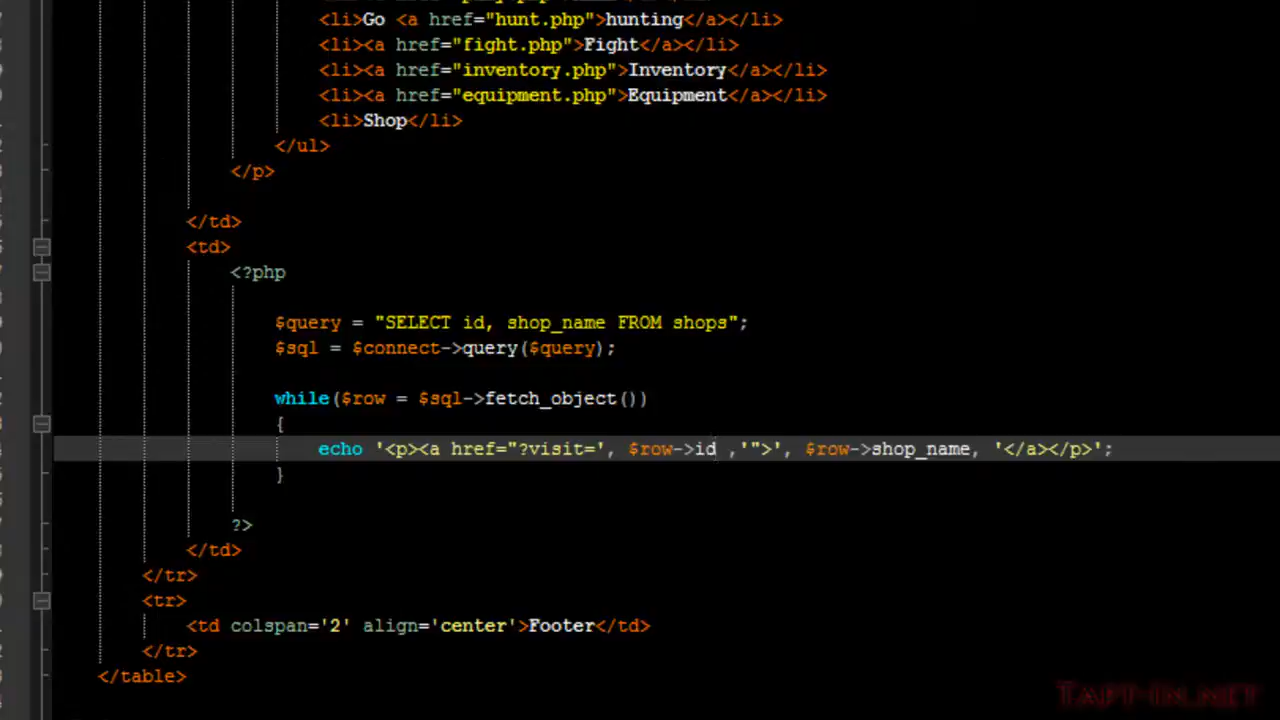 <li>Go <a href="hunt.php">hunting</a></li>
<li><a href="fight.php">Fight</a></li>
<li><a href="inventory.php">Inventory</a></li>
<li><a href="equipment.php">Equipment</a></li>
<li>Shop</li>
</ul>
</p>
</td>
<td>
<?php
$query = "SELECT id, shop_name FROM shops";
$sql = $connect->query($query);
while($row = $sql->fetch_object())
{
echo '<p><a href="?visit=', $row->id ,'">', $row->shop_name, '</a></p>';
}
?>
</td>
</tr>
<tr>
<td colspan='2' align='center'>Footer</td>
</tr>
</table>